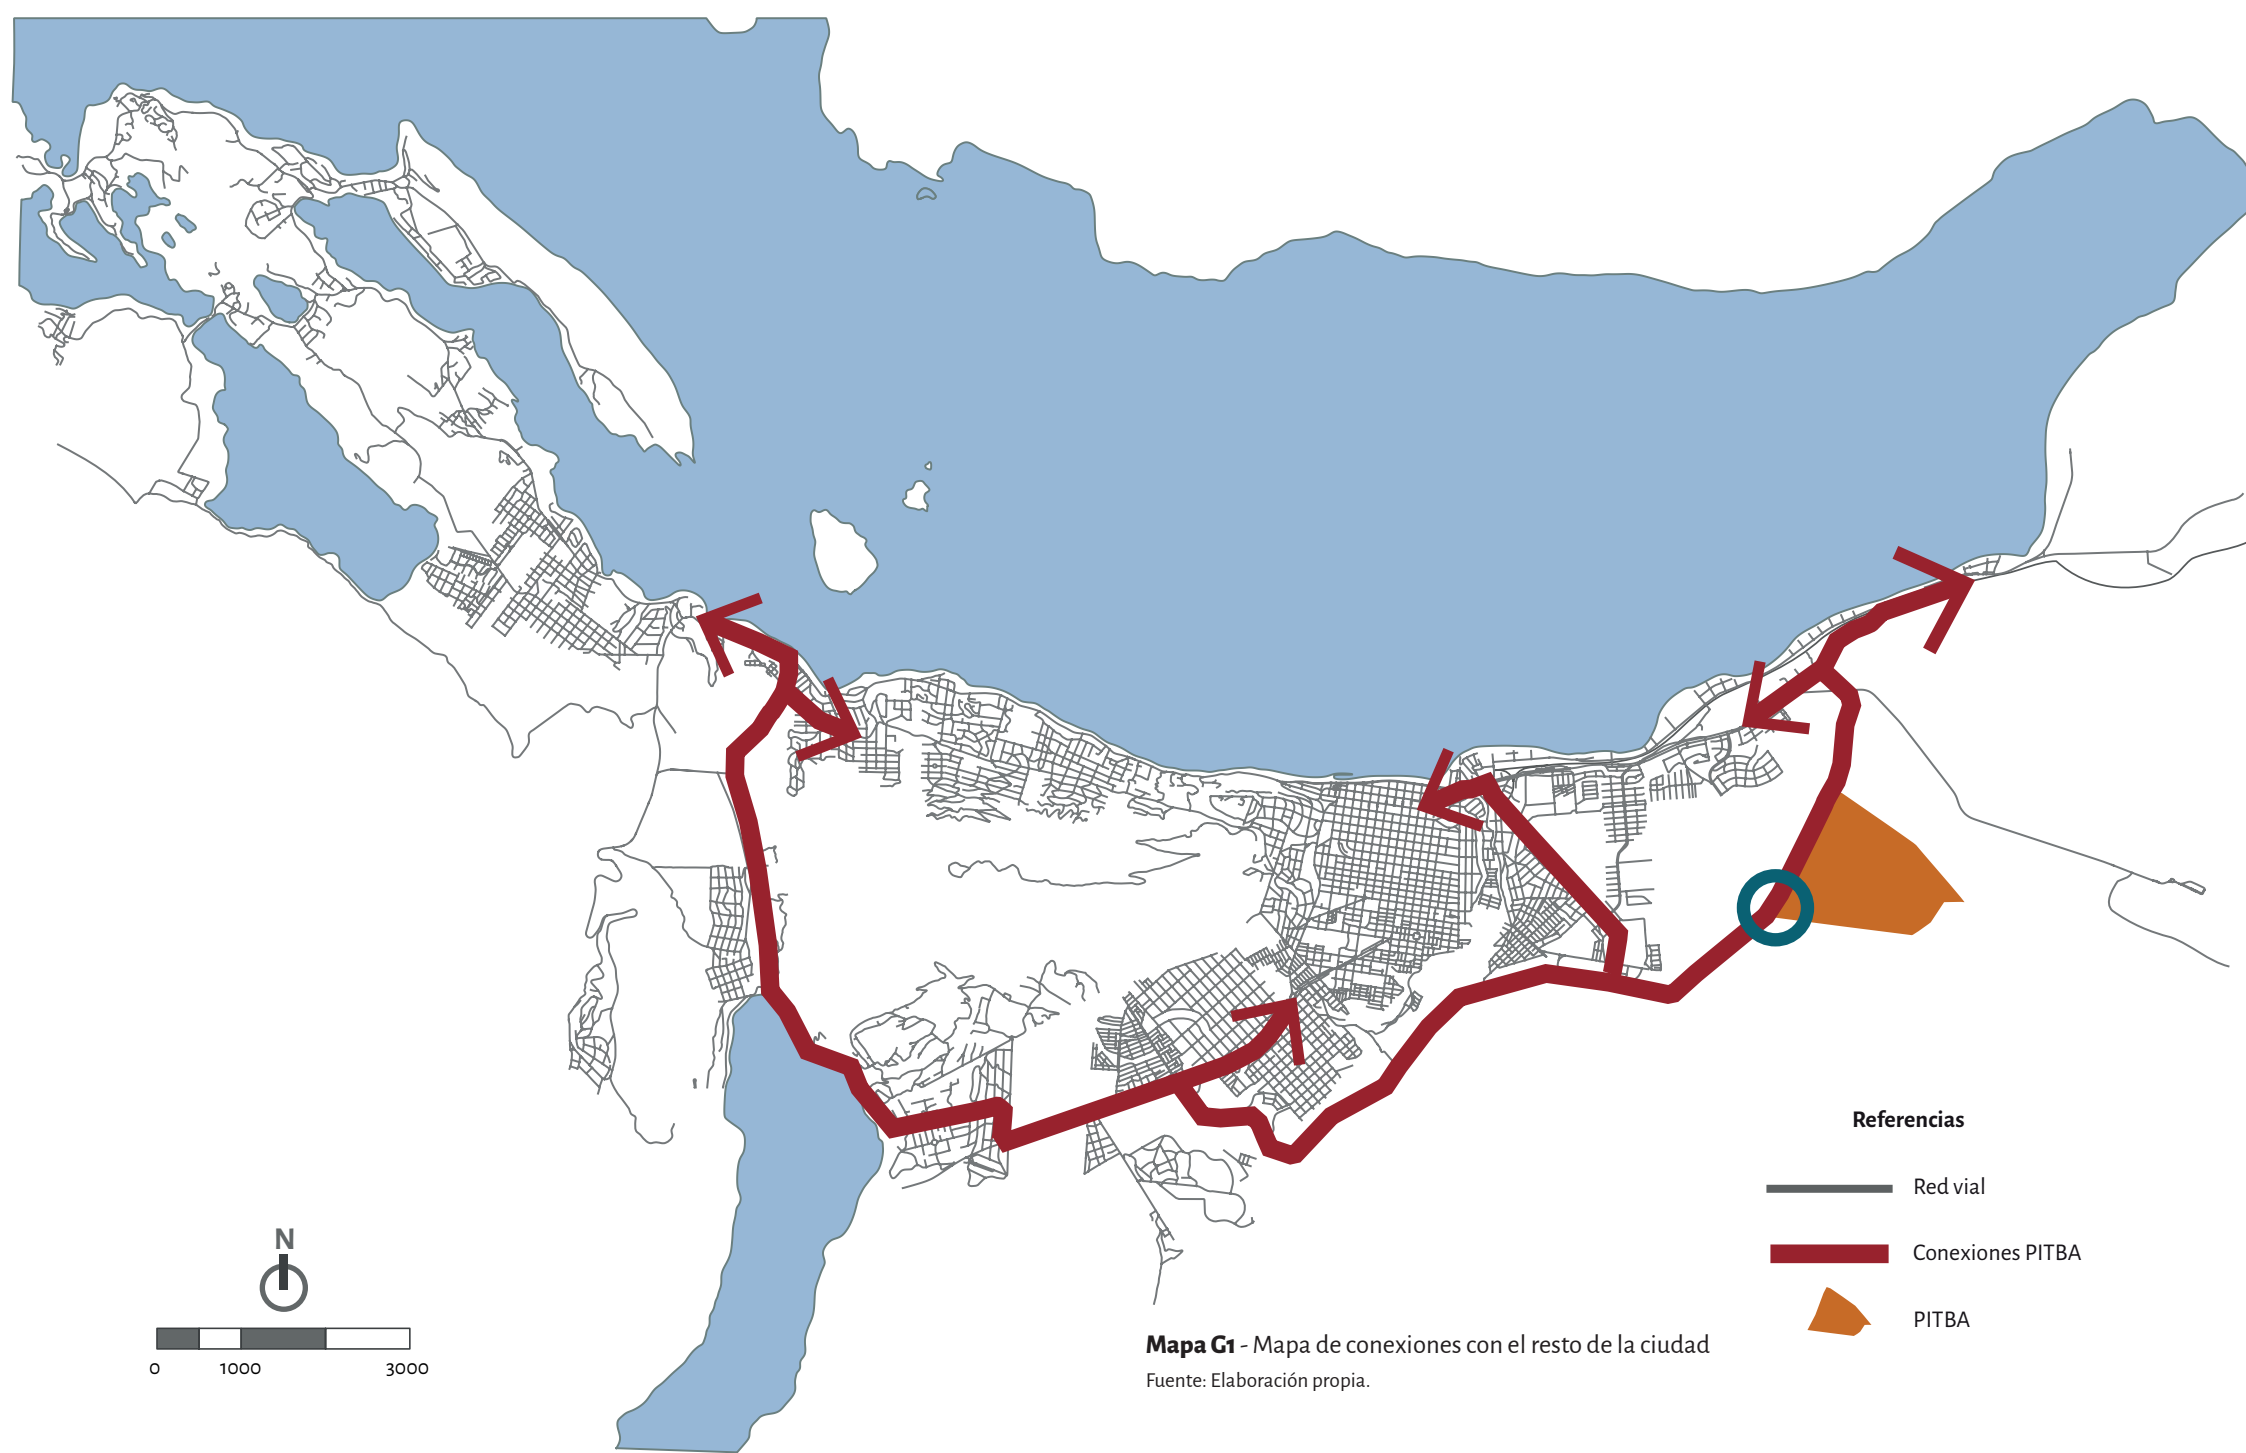 Referencias
Red vial
Conexiones PITBA
PITBA
N
0 1000 3000
Mapa G1 - Mapa de conexiones con el resto de la ciudad
Fuente: Elaboración propia.